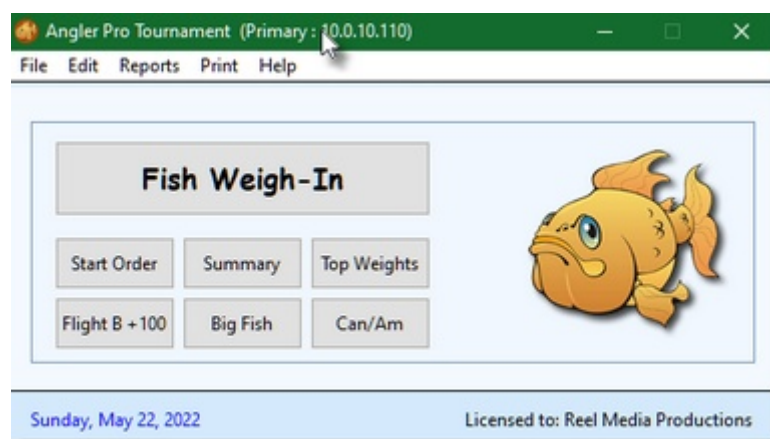 Angler Pro Tournament (Primary : 10.0.10.110)
File Edit Reports Print Help
Fish Weigh-In
Start Order Summary Top Weights
Flight B +100 Big Fish Can/Am
Sunday, May 22, 2022 Licensed to: Reel Media Productions